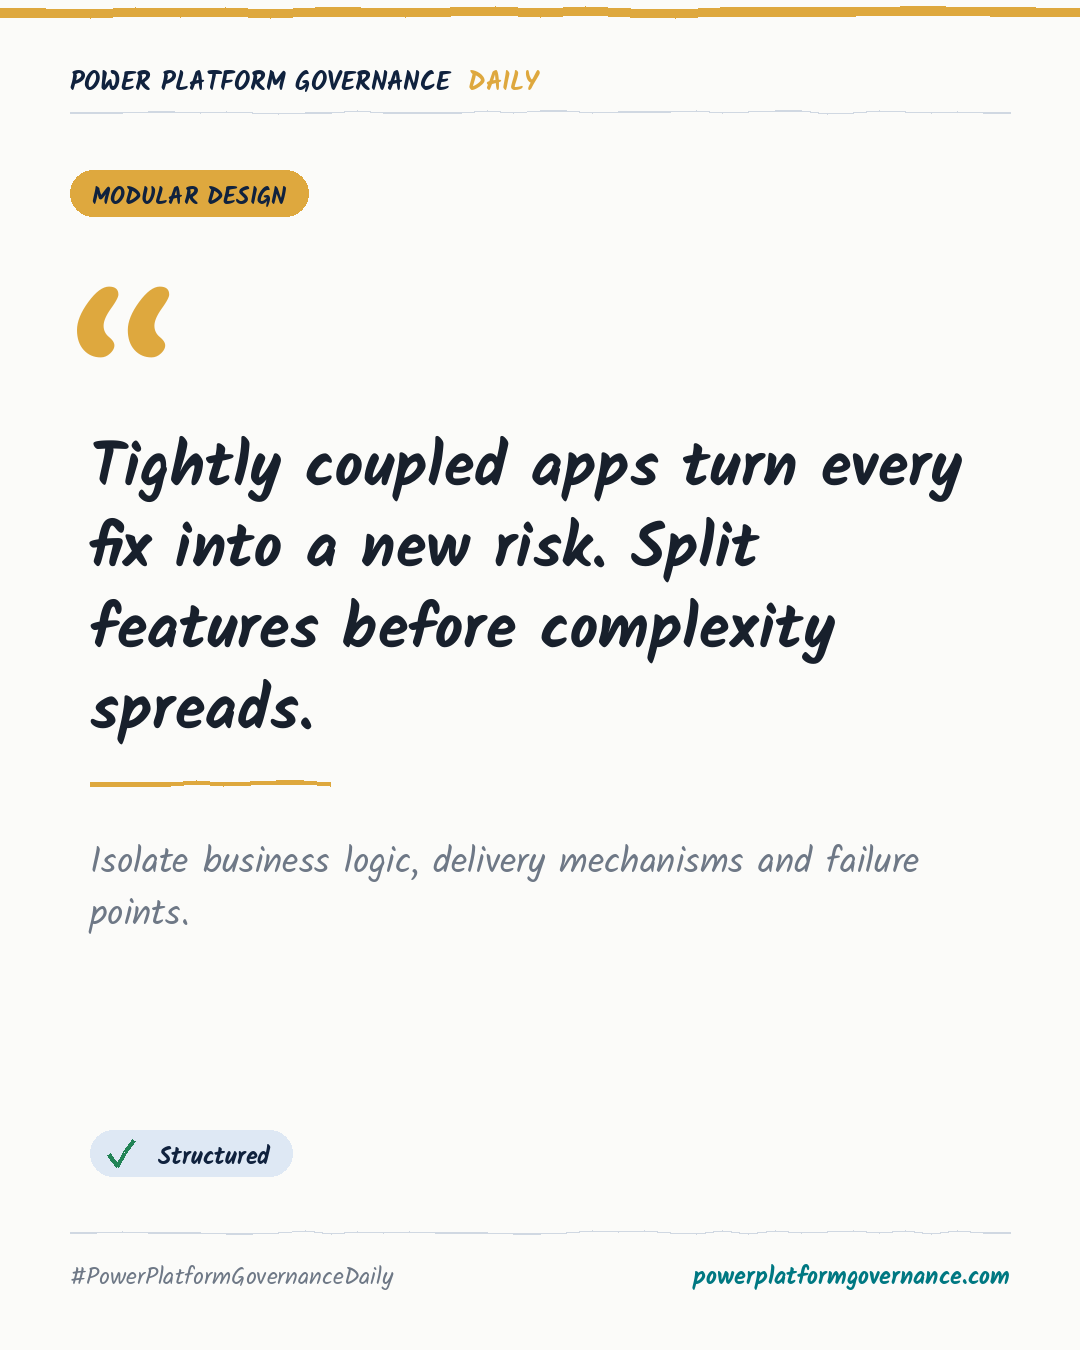 POWER PLATFORM GOVERNANCE DAILY
MODULAR DESIGN
“
Tightly coupled apps turn every
fix into a new risk. Split
features before complexity
spreads.
Isolate business logic, delivery mechanisms and failure
points.
✓ Structured
#PowerPlatformGovernanceDaily
powerplatformgovernance.com